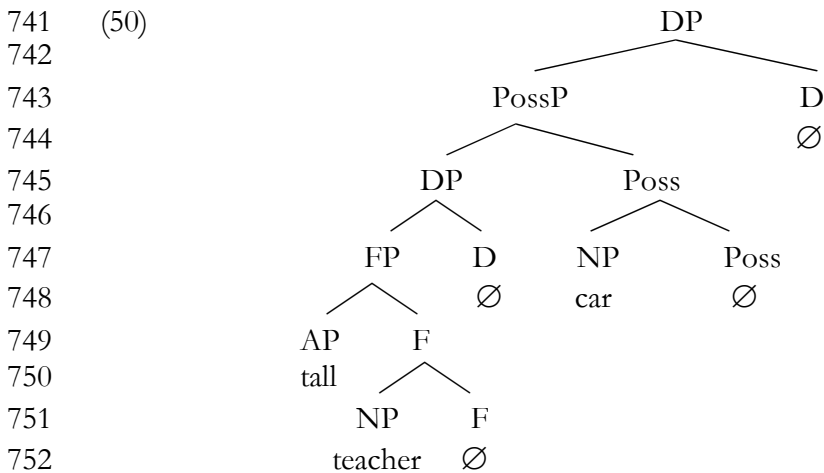 741 (50) DP
742
743 PossP D
744 ∅
745 DP Poss
746
747 FP D NP Poss
748 ∅ car ∅
749 AP F
750 tall
751 NP F
752 teacher ∅